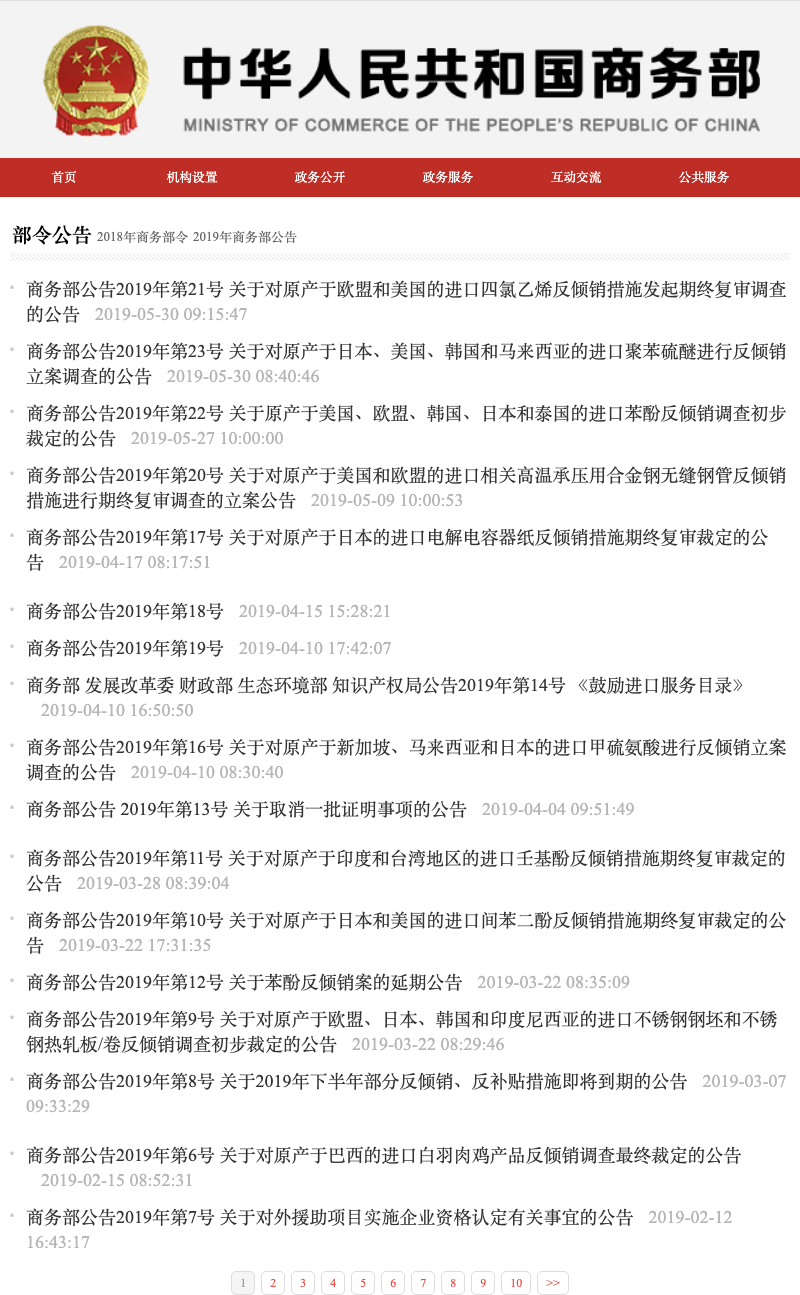 中华人民共和国商务部
MINISTRY OF COMMERCE OF THE PEOPLE'S REPUBLIC OF CHINA
首页 机构设置 政务公开 政务服务 互动交流 公共服务
部令公告 2018年商务部令 2019年商务部公告
商务部公告2019年第21号 关于对原产于欧盟和美国的进口四氯乙烯反倾销措施发起期终复审调查
的公告 2019-05-30 09:15:47
商务部公告2019年第23号 关于对原产于日本、美国、韩国和马来西亚的进口聚苯硫醚进行反倾销
立案调查的公告 2019-05-30 08:40:46
商务部公告2019年第22号 关于原产于美国、欧盟、韩国、日本和泰国的进口苯酚反倾销调查初步
裁定的公告 2019-05-27 10:00:00
商务部公告2019年第20号 关于对原产于美国和欧盟的进口相关高温承压用合金钢无缝钢管反倾销
措施进行期终复审调查的立案公告 2019-05-09 10:00:53
商务部公告2019年第17号 关于对原产于日本的进口电解电容器纸反倾销措施期终复审裁定的公
告 2019-04-17 08:17:51
商务部公告2019年第18号 2019-04-15 15:28:21
商务部公告2019年第19号 2019-04-10 17:42:07
商务部 发展改革委 财政部 生态环境部 知识产权局公告2019年第14号 《鼓励进口服务目录》
2019-04-10 16:50:50
商务部公告2019年第16号 关于对原产于新加坡、马来西亚和日本的进口甲硫氨酸进行反倾销立案
调查的公告 2019-04-10 08:30:40
商务部公告 2019年第13号 关于取消一批证明事项的公告 2019-04-04 09:51:49
商务部公告2019年第11号 关于对原产于印度和台湾地区的进口壬基酚反倾销措施期终复审裁定的
公告 2019-03-28 08:39:04
商务部公告2019年第10号 关于对原产于日本和美国的进口间苯二酚反倾销措施期终复审裁定的公
告 2019-03-22 17:31:35
商务部公告2019年第12号 关于苯酚反倾销案的延期公告 2019-03-22 08:35:09
商务部公告2019年第9号 关于对原产于欧盟、日本、韩国和印度尼西亚的进口不锈钢钢坯和不锈
钢热轧板/卷反倾销调查初步裁定的公告 2019-03-22 08:29:46
商务部公告2019年第8号 关于2019年下半年部分反倾销、反补贴措施即将到期的公告 2019-03-07
09:33:29
商务部公告2019年第6号 关于对原产于巴西的进口白羽肉鸡产品反倾销调查最终裁定的公告
2019-02-15 08:52:31
商务部公告2019年第7号 关于对外援助项目实施企业资格认定有关事宜的公告 2019-02-12
16:43:17
1 2 3 4 5 6 7 8 9 10 >>